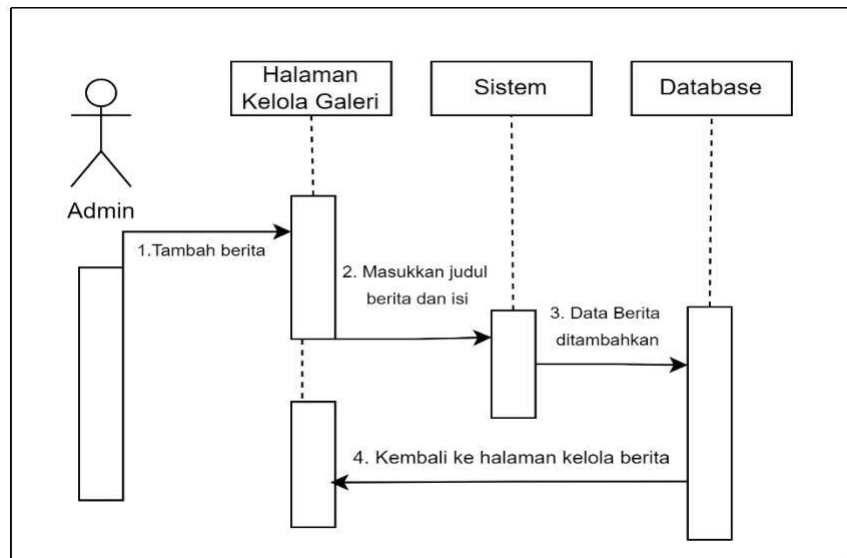 Halaman
Kelola Galeri
Sistem
Database
Admin
1.Tambah berita
2. Masukkan judul
berita dan isi
3. Data Berita
ditambahkan
4. Kembali ke halaman kelola berita